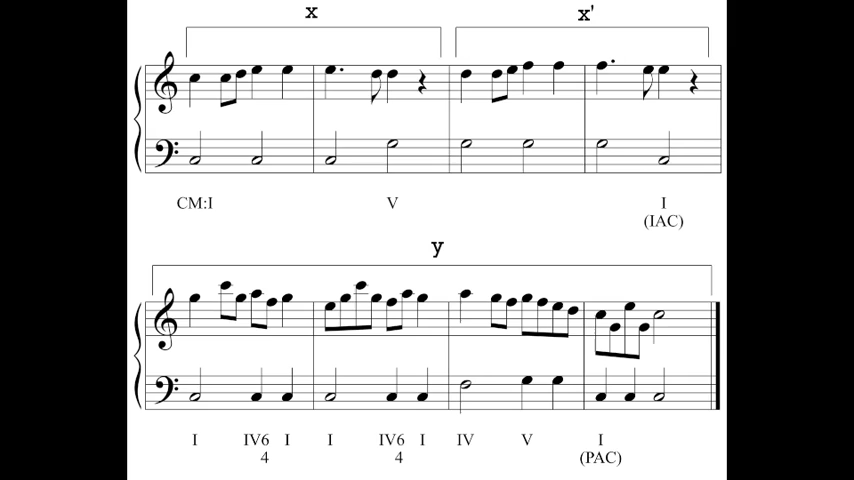 x x'
CM:I V I
(IAC)
y
I IV6 I I IV6 I IV V I
4 4 (PAC)